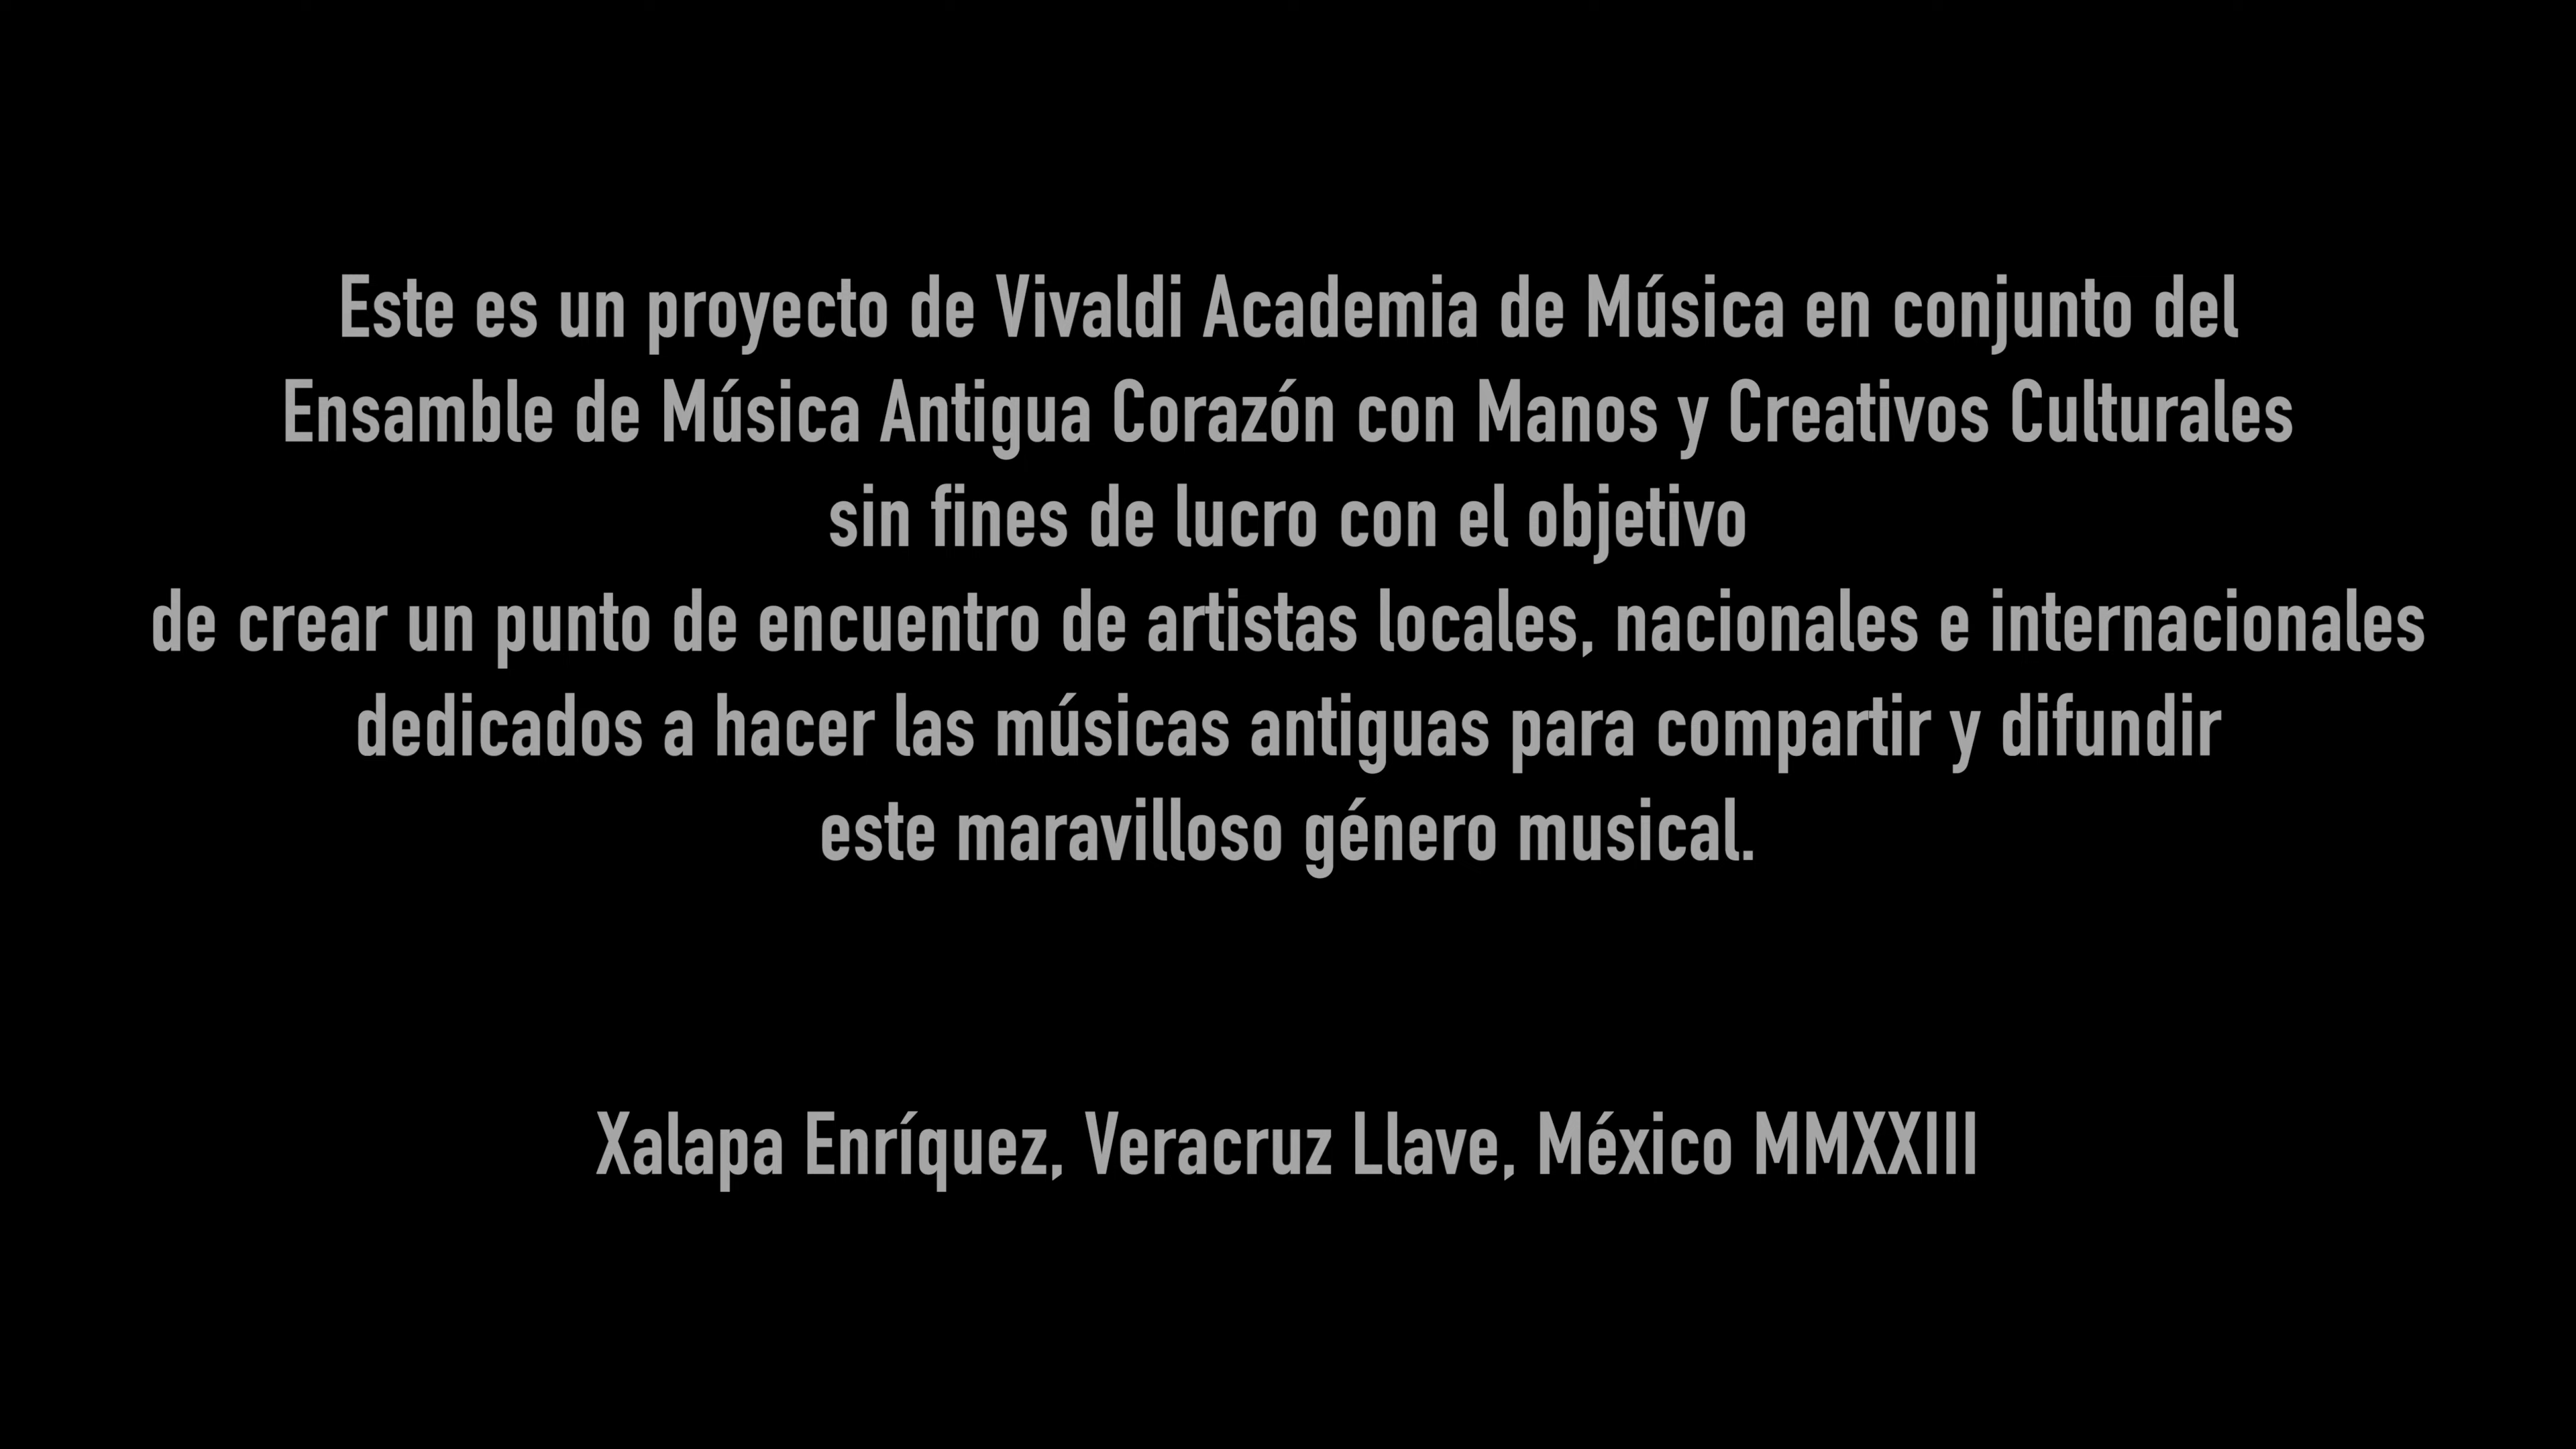 Este es un proyecto de Vivaldi Academia de Música en conjunto del
Ensamble de Música Antigua Corazón con Manos y Creativos Culturales
sin fines de lucro con el objetivo
de crear un punto de encuentro de artistas locales, nacionales e internacionales
dedicados a hacer las músicas antiguas para compartir y difundir
este maravilloso género musical.
Xalapa Enríquez, Veracruz Llave, México MMXXIII